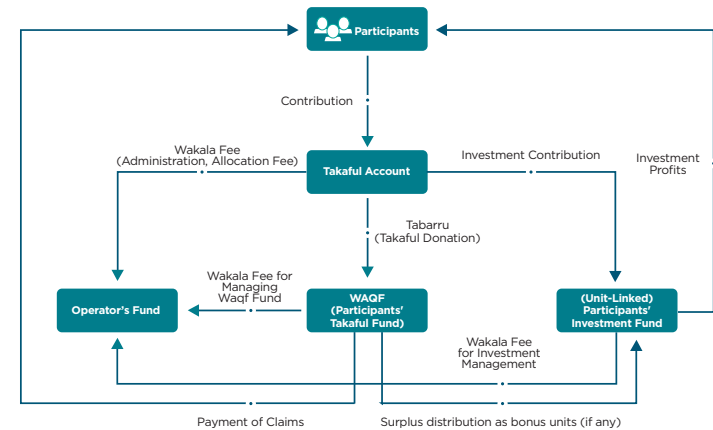 Participants
Contribution
Wakala Fee
(Administration, Allocation Fee)
Takaful Account
Investment Contribution
Investment
Profits
Tabarru
(Takaful Donation)
Operator's Fund
Wakala Fee for
Managing
Waqf Fund
WAQF
(Participants'
Takaful Fund)
(Unit-Linked)
Participants'
Investment Fund
Wakala Fee
for Investment
Management
Payment of Claims
Surplus distribution as bonus units (if any)